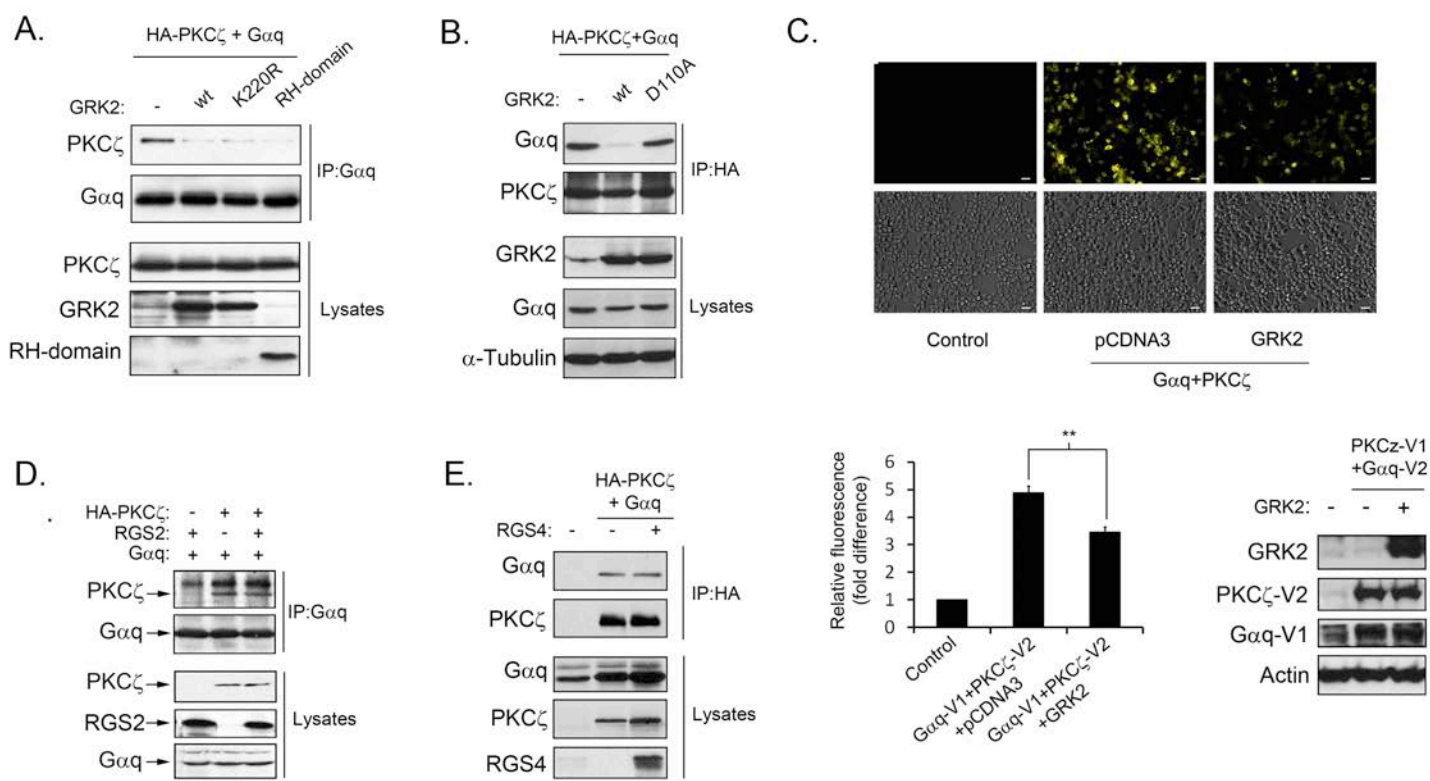 A.
HA-PKCζ + Gαq
GRK2: - wt K220R RH-domain
PKCζ
Gαq
IP:Gαq
PKCζ
GRK2
RH-domain
Lysates
B.
HA-PKCζ+Gαq
GRK2: - wt D110A
Gαq
PKCζ
IP:HA
GRK2
Gαq
α-Tubulin
Lysates
C.
Control
pCDNA3
GRK2
Gαq+PKCζ
Relative fluorescence
(fold difference)
6
5
4
3
2
1
0
**
Control
Gαq-V1+PKCζ-V2
+pCDNA3
Gαq-V1+PKCζ-V2
+GRK2
PKCz-V1
+Gαq-V2
GRK2: - - +
GRK2
PKCζ-V2
Gαq-V1
Actin
D.
HA-PKCζ: - + +
RGS2: + - +
Gαq: + + +
PKCζ
Gαq
IP:Gαq
PKCζ
RGS2
Gαq
Lysates
E.
HA-PKCζ
+ Gαq
RGS4: - - +
Gαq
PKCζ
IP:HA
Gαq
PKCζ
RGS4
Lysates